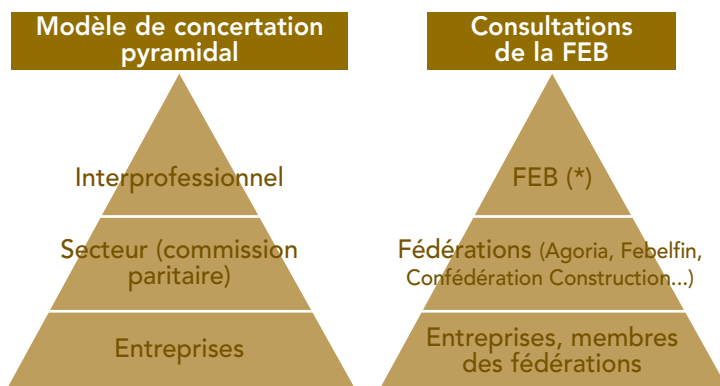 Modèle de concertation
pyramidal
Interprofessionnel
Secteur (commission
paritaire)
Entreprises
Consultations
de la FEB
FEB (*)
Fédérations (Agoria, Febelfin,
Confédération Construction...)
Entreprises, membres
des fédérations